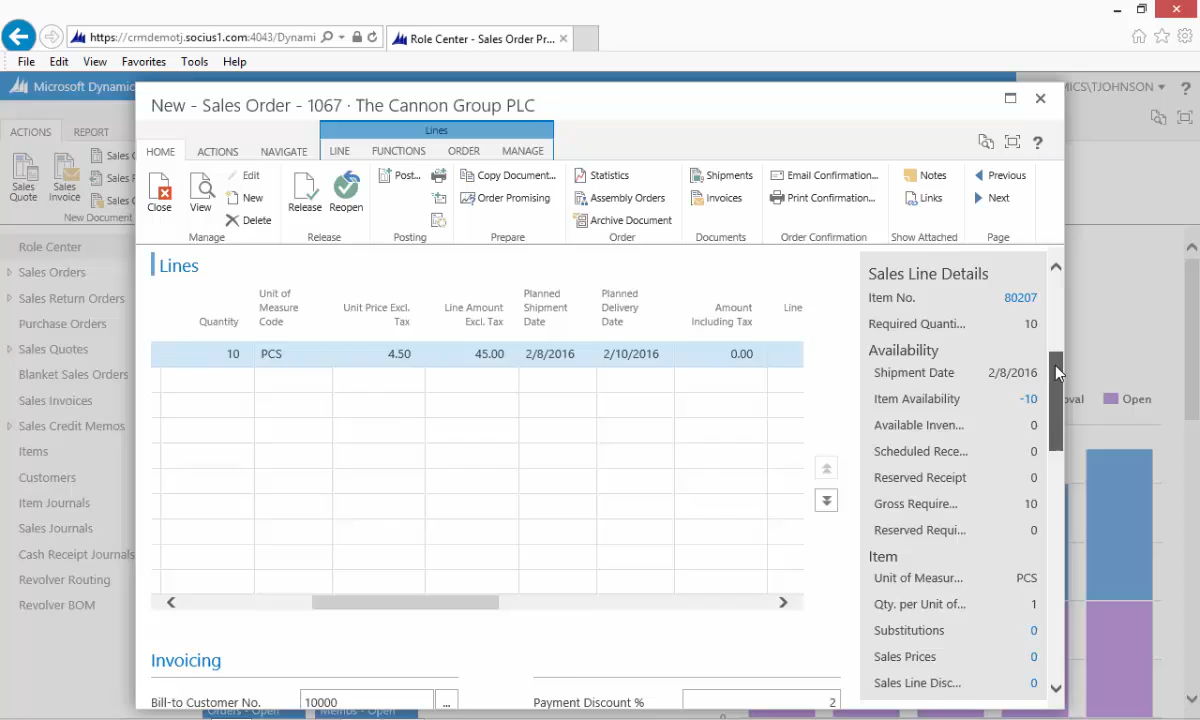 https://crmdemotj.socius1.com:4043/Dynami
Role Center - Sales Order Pr...
File Edit View Favorites Tools Help
Microsoft Dynamic
MICS\TJOHNSON
?
New - Sales Order - 1067 · The Cannon Group PLC
Lines
HOME ACTIONS NAVIGATE LINE FUNCTIONS ORDER MANAGE
?
Close
View
Edit
New
Delete
Manage
Release
Reopen
Release
Post...
Posting
Copy Document...
Order Promising
Prepare
Statistics
Assembly Orders
Archive Document
Order
Shipments
Invoices
Documents
Email Confirmation...
Print Confirmation...
Order Confirmation
Notes
Links
Show Attached
Previous
Next
Page
ACTIONS REPORT
Sales Quote
Sales Invoice
Sales C
Sales R
Sales
New Document
Role Center
Sales Orders
Sales Return Orders
Purchase Orders
Sales Quotes
Blanket Sales Orders
Sales Invoices
Sales Credit Memos
Items
Customers
Item Journals
Sales Journals
Cash Receipt Journals
Revolver Routing
Revolver BOM
Lines
Quantity
Unit of Measure Code
Unit Price Excl. Tax
Line Amount Excl. Tax
Planned Shipment Date
Planned Delivery Date
Amount Including Tax
Line
10 PCS 4.50 45.00 2/8/2016 2/10/2016 0.00
Invoicing
Bill-to Customer No. 10000 ...
Payment Discount % 2
Sales Line Details
Item No. 80207
Required Quanti... 10
Availability
Shipment Date 2/8/2016
Item Availability -10
Available Inven... 0
Scheduled Rece... 0
Reserved Receipt 0
Gross Require... 10
Reserved Requi... 0
Item
Unit of Measur... PCS
Qty. per Unit of... 1
Substitutions 0
Sales Prices 0
Sales Line Disc... 0
oval Open
Orders - Open
Memos - Open
0